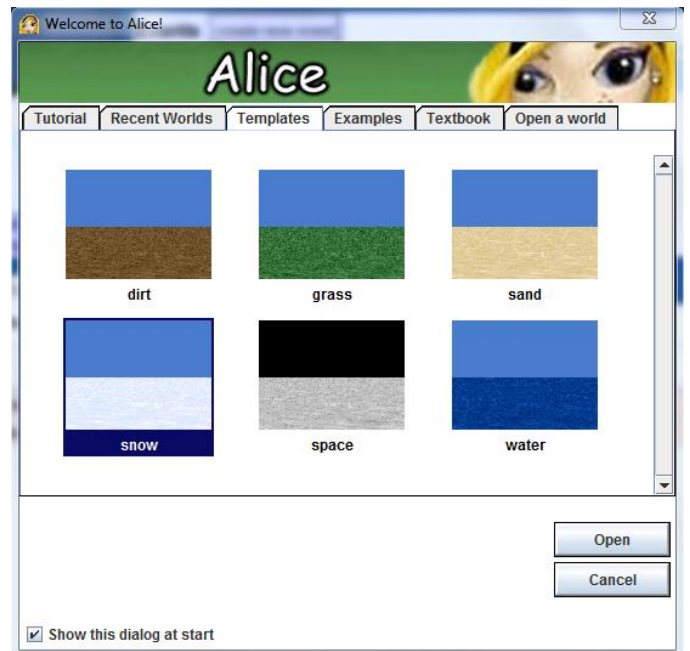 Welcome to Alice!
Alice
Tutorial Recent Worlds Templates Examples Textbook Open a world
dirt grass sand
snow space water
Open
Cancel
Show this dialog at start